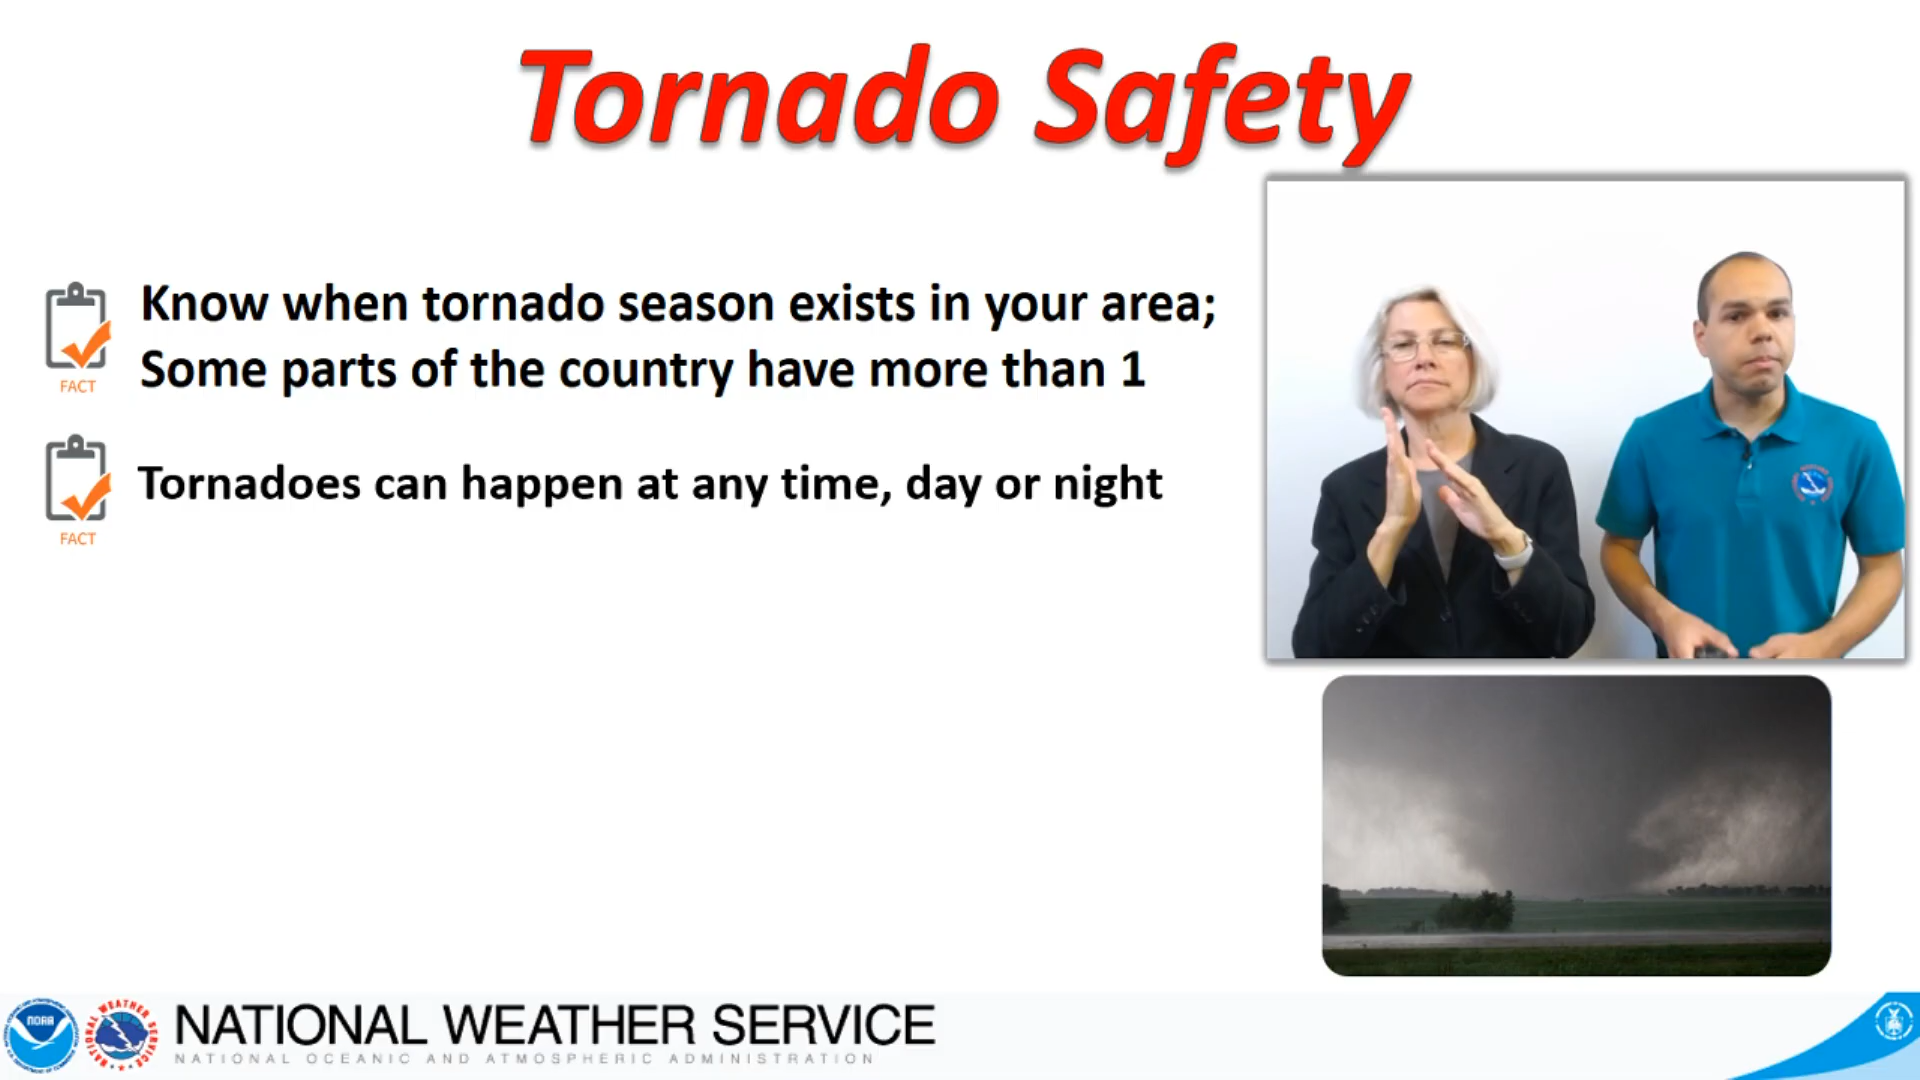 Tornado Safety
Know when tornado season exists in your area;
Some parts of the country have more than 1
FACT
Tornadoes can happen at any time, day or night
FACT
NOAA
NATIONAL WEATHER SERVICE
NATIONAL OCEANIC AND ATMOSPHERIC ADMINISTRATION